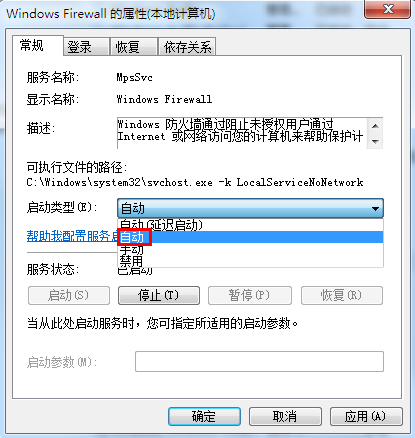 Windows Firewall 的属性(本地计算机)
常规 登录 恢复 依存关系
服务名称: MpsSvc
显示名称: Windows Firewall
描述: Windows 防火墙通过阻止未授权用户通过
Internet 或网络访问您的计算机来帮助保护计
可执行文件的路径:
C:\Windows\system32\svchost.exe -k LocalServiceNoNetwork
启动类型(E): 自动
自动(延迟启动)
帮助我配置服务 自动
手动
禁用
服务状态: 已启动
启动(S) 停止(T) 暂停(P) 恢复(R)
当从此处启动服务时,您可指定所适用的启动参数。
启动参数(M):
确定 取消 应用(A)